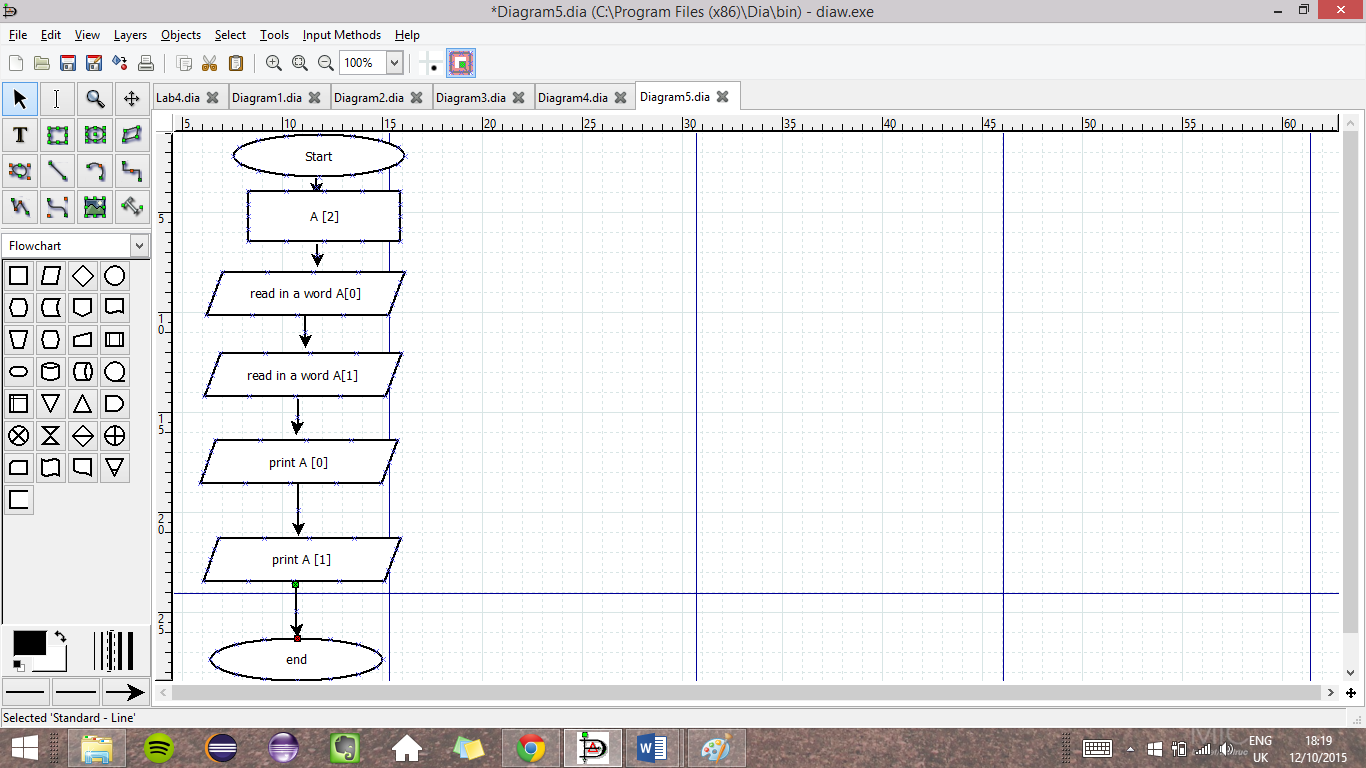 *Diagram5.dia (C:\Program Files (x86)\Dia\bin) - diaw.exe
File Edit View Layers Objects Select Tools Input Methods Help
100%
Lab4.dia Diagram1.dia Diagram2.dia Diagram3.dia Diagram4.dia Diagram5.dia
5 10 15 20 25 30 35 40 45 50 55 60
T
Flowchart
5
10
15
20
25
Start
A [2]
read in a word A[0]
read in a word A[1]
print A [0]
print A [1]
end
Selected 'Standard - Line'
ENG
UK
18:19
12/10/2015